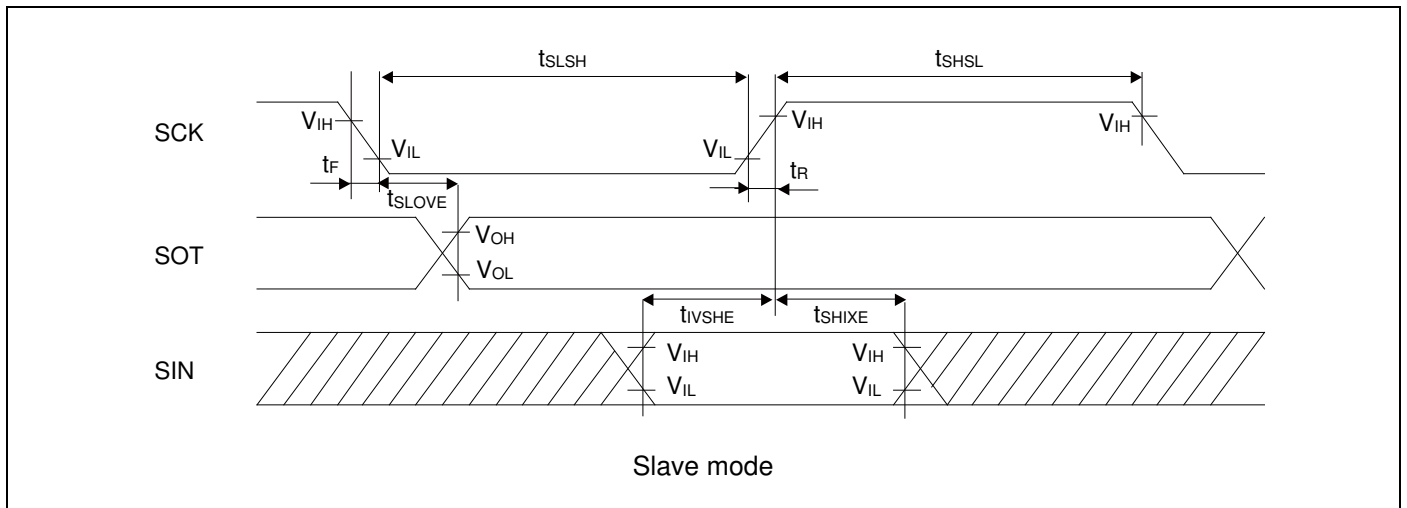 tSLSH
tSHSL
SCK
VIH
VIH
VIH
VIL
VIL
tF
tR
tSLOVE
SOT
VOH
VOL
tIVSHE
tSHIXE
SIN
VIH
VIH
VIL
VIL
Slave mode